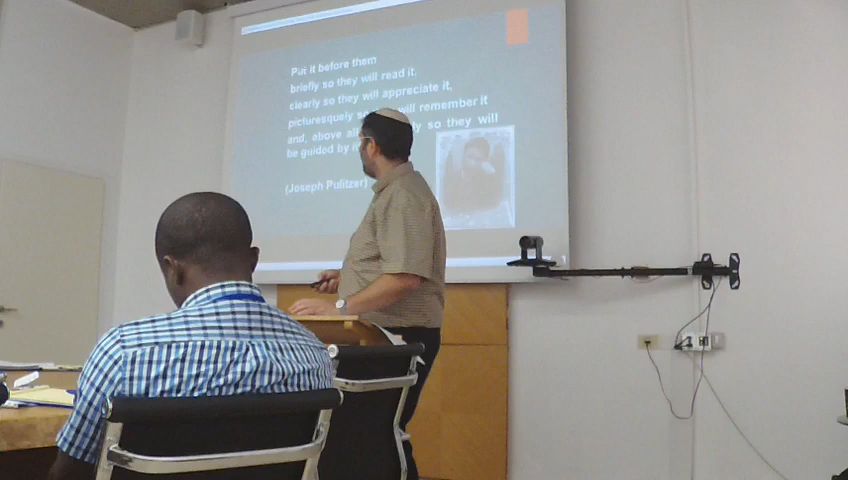 Put it before them
briefly so they will read it,
clearly so they will appreciate it,
picturesquely so will remember it
and, above all so they will
be guided by
(Joseph Pulitzer)